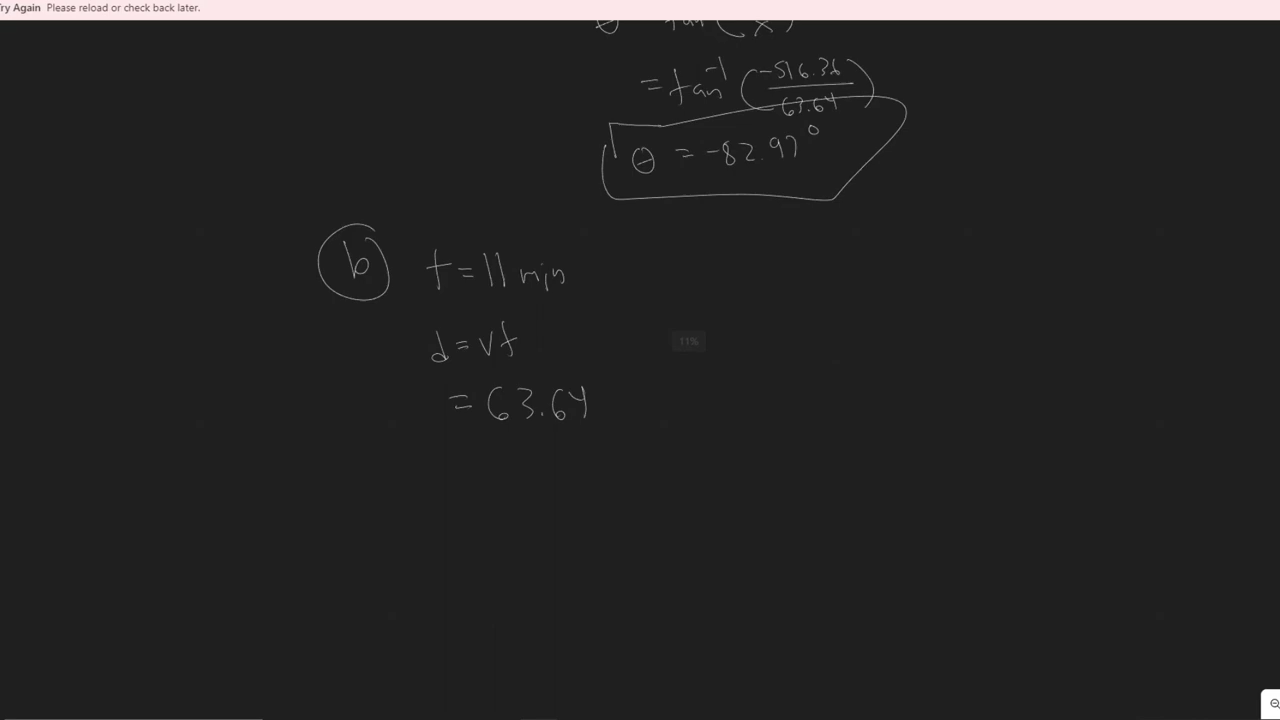 Try Again Please reload or check back later.
= tan⁻¹ (-516.36 / 63.64)
θ = -82.97°
b t = 11 min
d = vt
11%
= 63.64